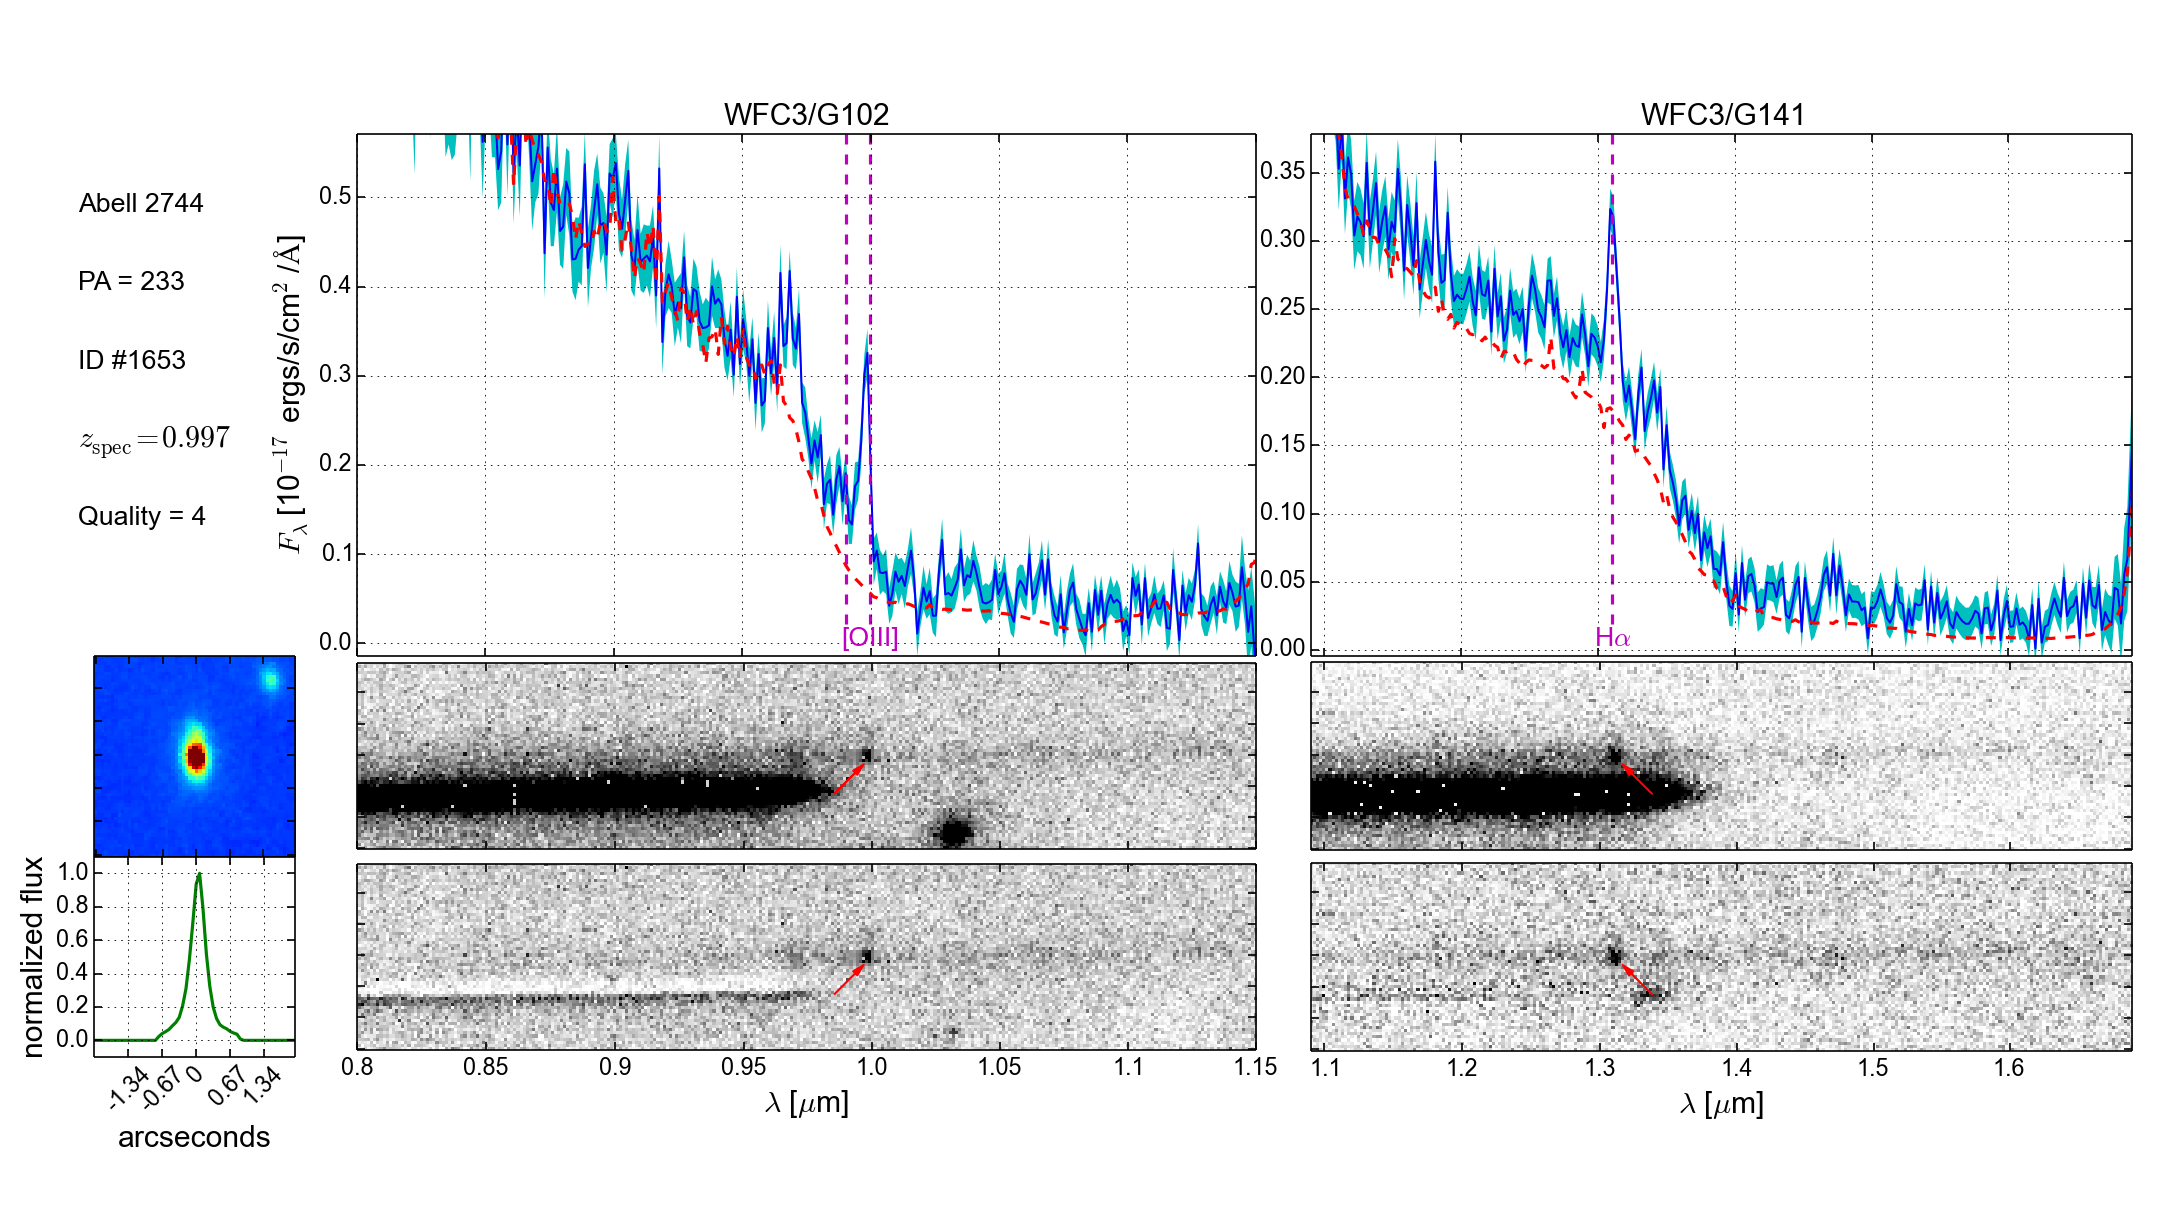 WFC3/G102
WFC3/G141
Abell 2744
PA = 233
ID #1653
z_spec = 0.997
Quality = 4
F_λ [10^−17 ergs/s/cm^2 /Å]
0.5
0.4
0.3
0.2
0.1
0.0
[OIII]
0.35
0.30
0.25
0.20
0.15
0.10
0.05
0.00
Hα
normalized flux
1.0
0.8
0.6
0.4
0.2
0.0
-1.34 -0.67 0 0.67 1.34
arcseconds
0.8 0.85 0.9 0.95 1.0 1.05 1.1 1.15
λ [μm]
1.1 1.2 1.3 1.4 1.5 1.6
λ [μm]